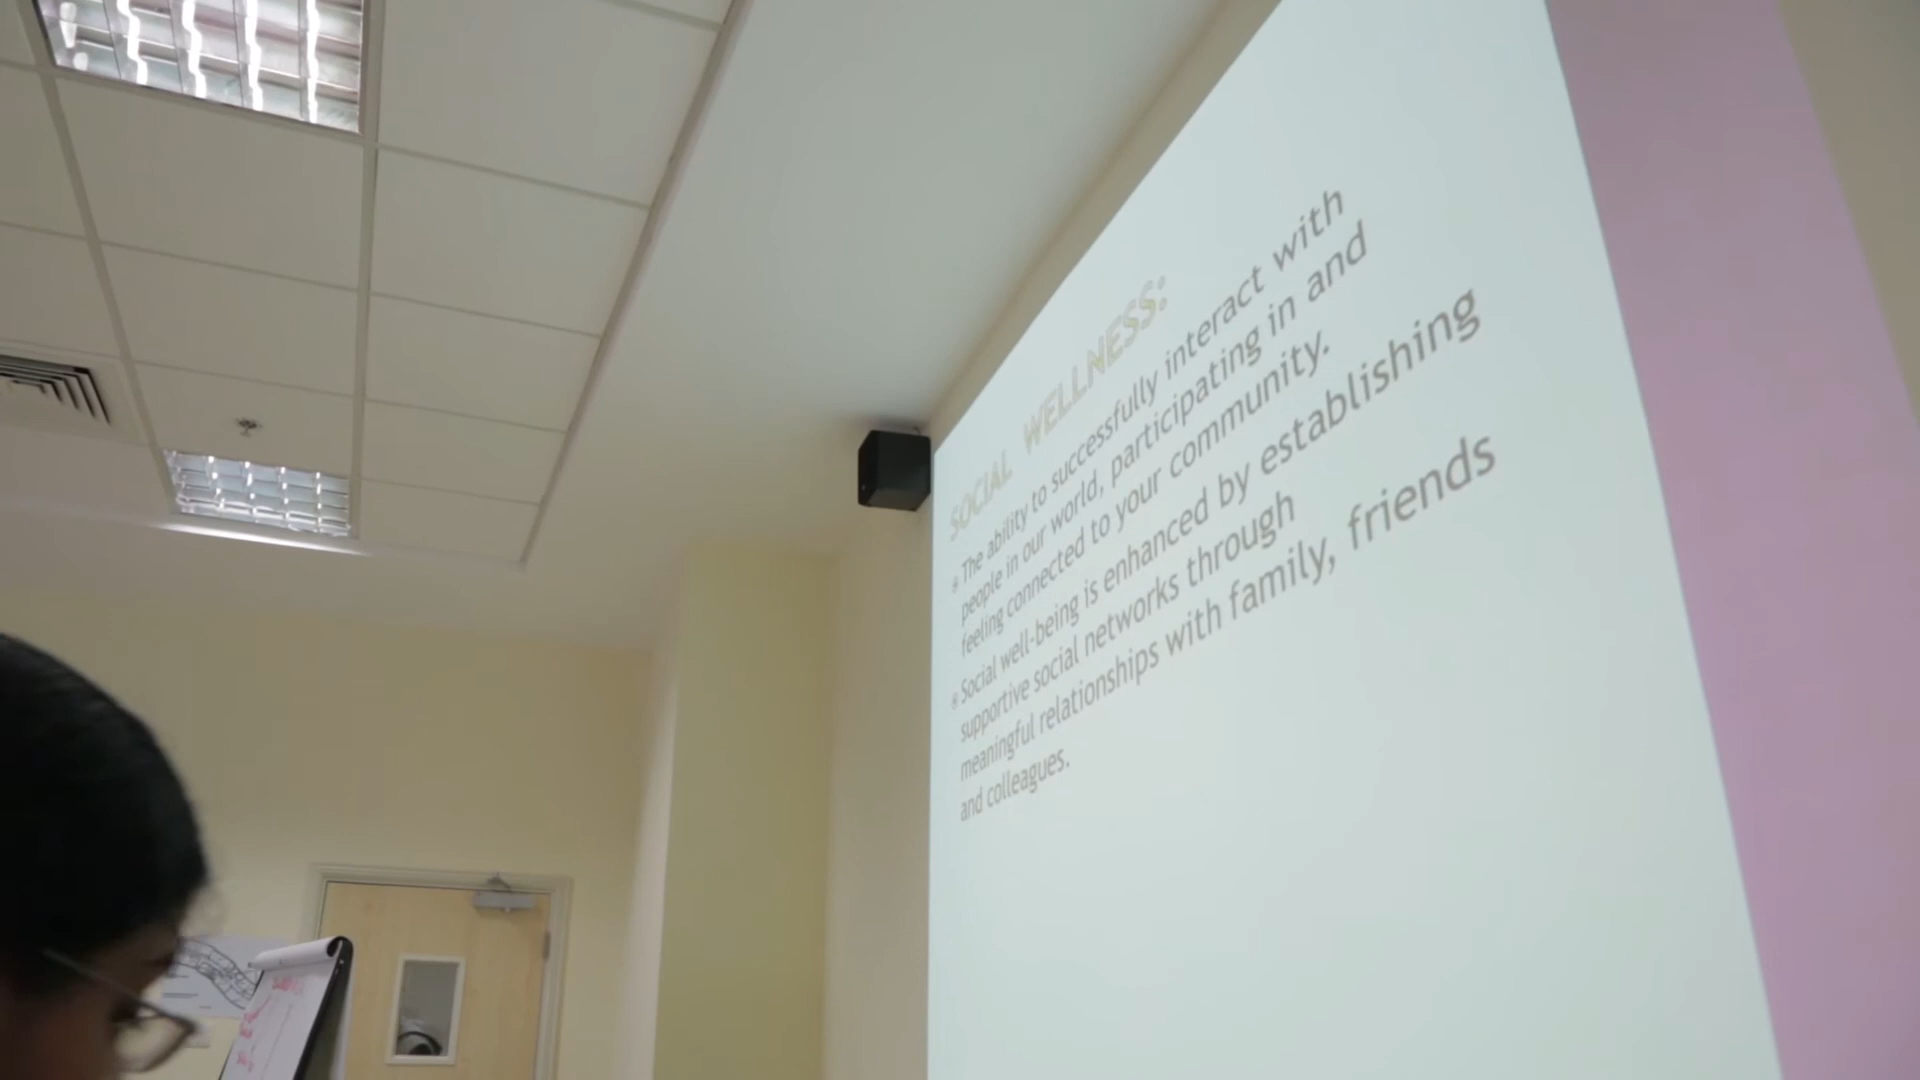 SOCIAL WELLNESS:
The ability to successfully interact with
people in our world, participating in and
feeling connected to your community.
Social well-being is enhanced by establishing
supportive social networks through
meaningful relationships with family, friends
and colleagues.